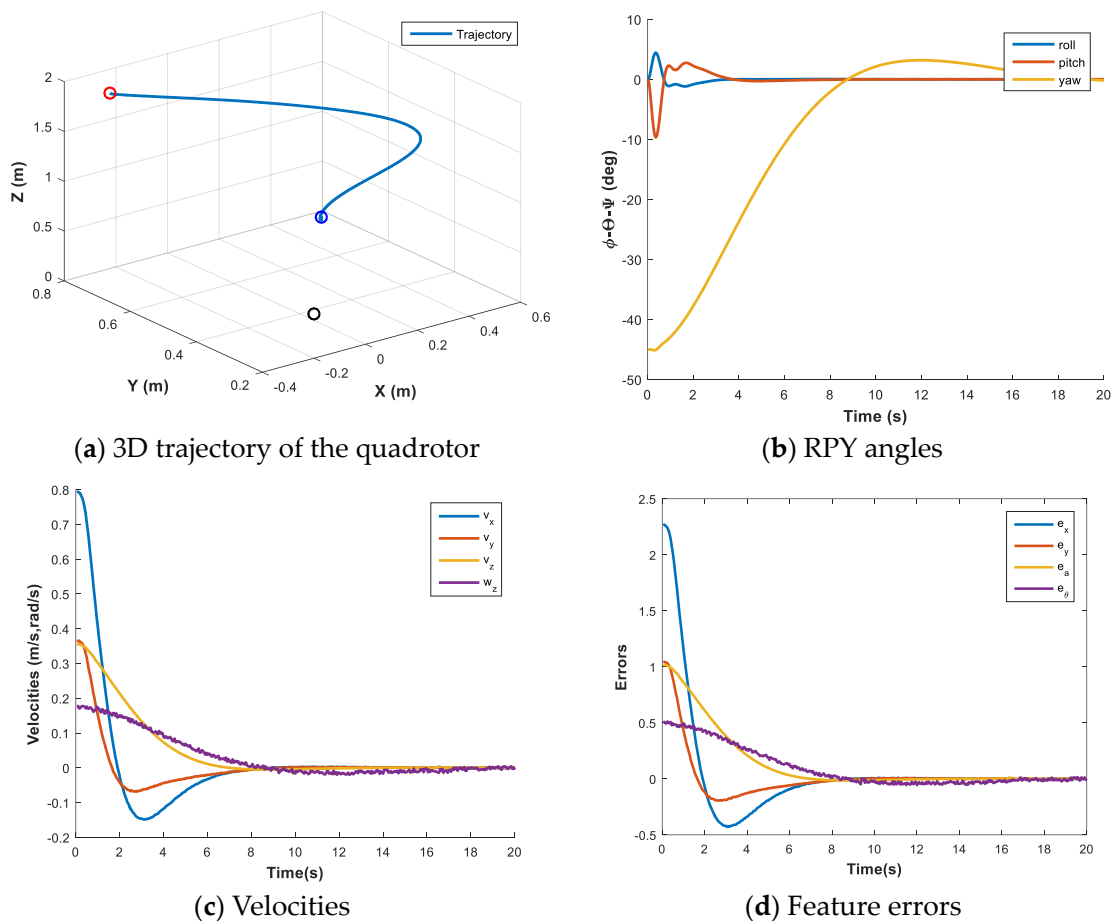 Trajectory
2
1.5
1
0.5
0
Z (m)
0.8
0.6
0.4
0.2
Y (m)
-0.4
-0.2
0
0.2
0.4
0.6
X (m)
(a) 3D trajectory of the quadrotor
10
0
-10
-20
-30
-40
-50
ϕ-Θ-Ψ (deg)
roll
pitch
yaw
0 2 4 6 8 10 12 14 16 18 20
Time (s)
(b) RPY angles
0.8
0.7
0.6
0.5
0.4
0.3
0.2
0.1
0
-0.1
-0.2
Velocities (m/s,rad/s)
v_x
v_y
v_z
w_z
0 2 4 6 8 10 12 14 16 18 20
Time(s)
(c) Velocities
2.5
2
1.5
1
0.5
0
-0.5
Errors
e_x
e_y
e_a
e_θ
0 2 4 6 8 10 12 14 16 18 20
Time(s)
(d) Feature errors